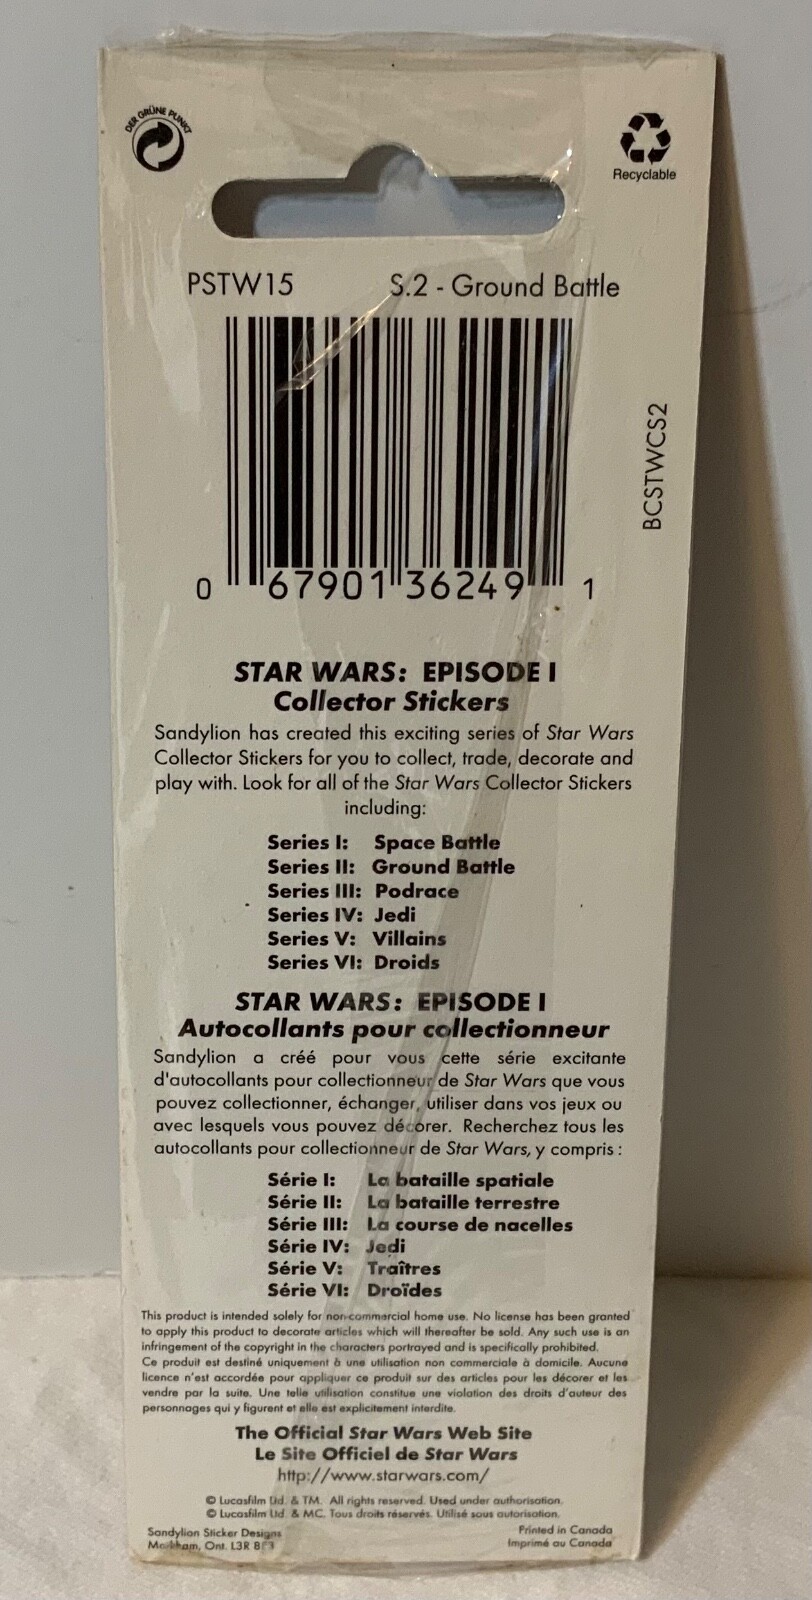 DER GRÜNE PUNKT
Recyclable
PSTW15 S.2 - Ground Battle
BCSTWCS2
0 67901 36249 1
STAR WARS: EPISODE I
Collector Stickers
Sandylion has created this exciting series of Star Wars
Collector Stickers for you to collect, trade, decorate and
play with. Look for all of the Star Wars Collector Stickers
including:
Series I: Space Battle
Series II: Ground Battle
Series III: Podrace
Series IV: Jedi
Series V: Villains
Series VI: Droids
STAR WARS: EPISODE I
Autocollants pour collectionneur
Sandylion a créé pour vous cette série excitante
d'autocollants pour collectionneur de Star Wars que vous
pouvez collectionner, échanger, utiliser dans vos jeux ou
avec lesquels vous pouvez décorer. Recherchez tous les
autocollants pour collectionneur de Star Wars, y compris :
Série I: La bataille spatiale
Série II: La bataille terrestre
Série III: La course de nacelles
Série IV: Jedi
Série V: Traîtres
Série VI: Droïdes
This product is intended solely for non-commercial home use. No license has been granted
to apply this product to decorate articles which will thereafter be sold. Any such use is an
infringement of the copyright in the characters portrayed and is specifically prohibited.
Ce produit est destiné uniquement à une utilisation non commerciale à domicile. Aucune
licence n'est accordée pour appliquer ce produit sur des articles pour les décorer et les
vendre par la suite. Une telle utilisation constitue une violation des droits d'auteur des
personnages qui y figurent et elle est explicitement interdite.
The Official Star Wars Web Site
Le Site Officiel de Star Wars
http://www.starwars.com/
© Lucasfilm Ltd. & TM. All rights reserved. Used under authorisation.
© Lucasfilm Ltd. & MC. Tous droits réservés. Utilisé sous autorisation.
Sandylion Sticker Designs
Markham, Ont. L3R
Printed in Canada
Imprimé au Canada